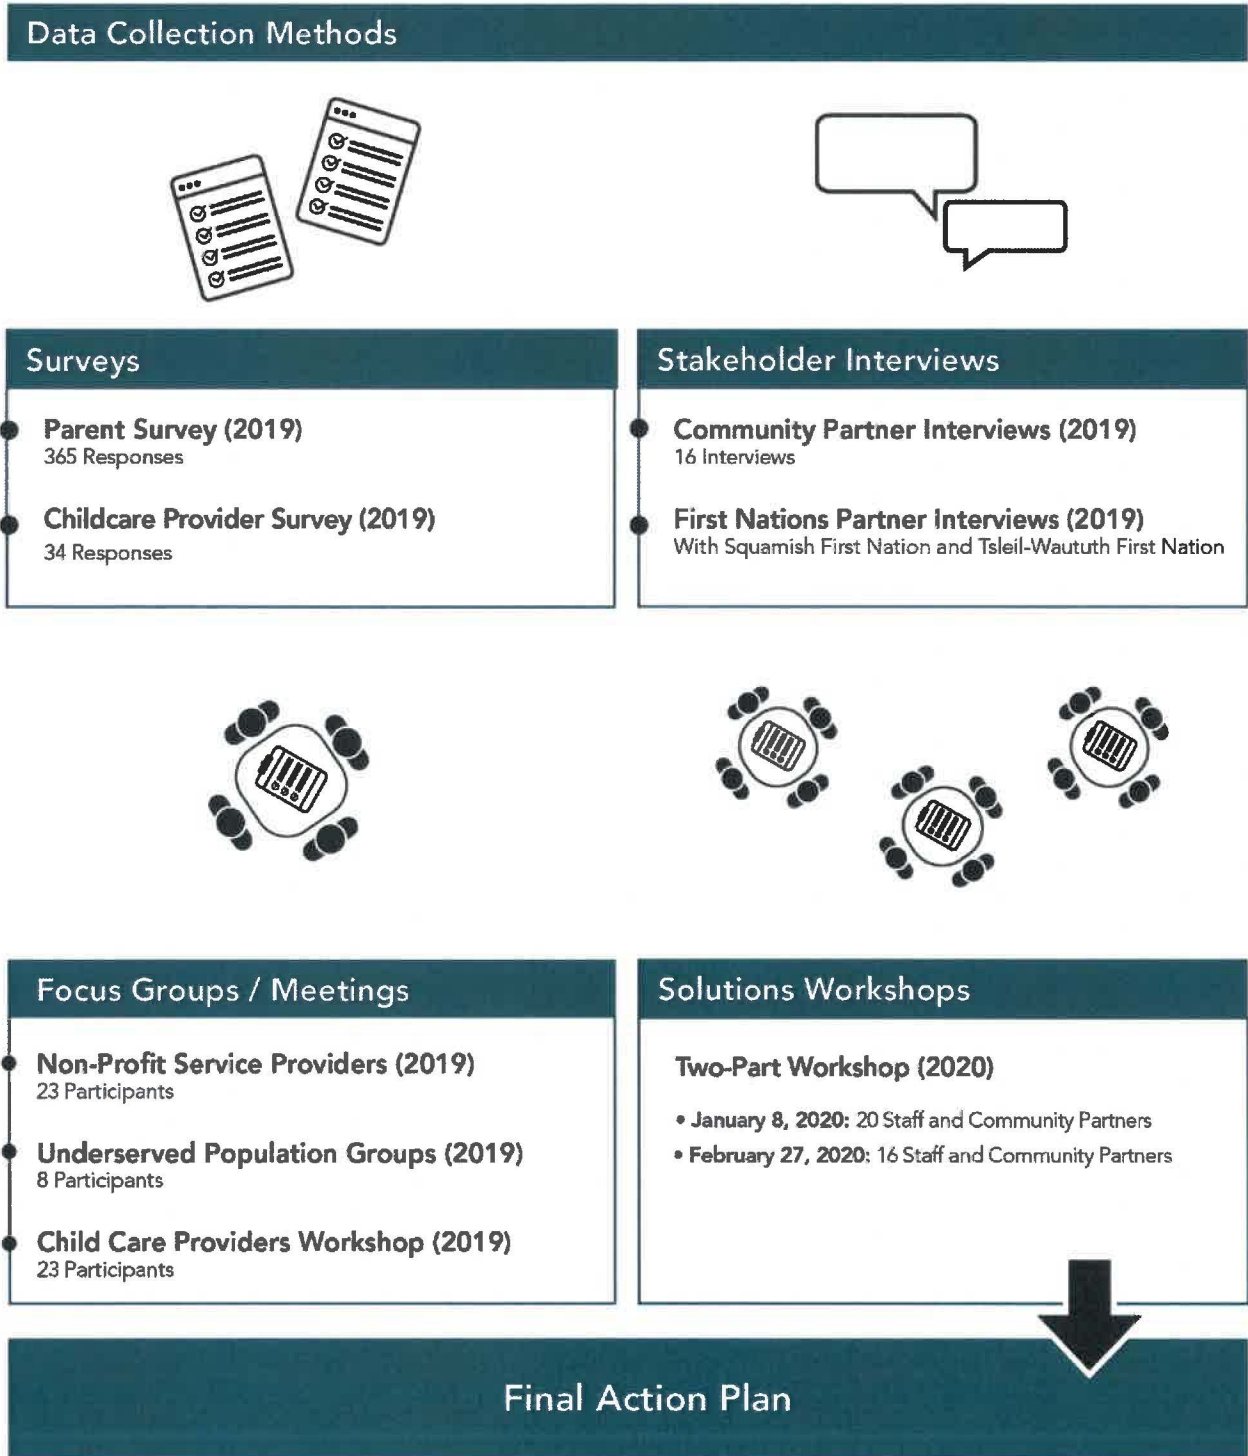 Data Collection Methods
Surveys
Parent Survey (2019)
365 Responses
Childcare Provider Survey (2019)
34 Responses
Stakeholder Interviews
Community Partner Interviews (2019)
16 Interviews
First Nations Partner Interviews (2019)
With Squamish First Nation and Tsleil-Waututh First Nation
Focus Groups / Meetings
Non-Profit Service Providers (2019)
23 Participants
Underserved Population Groups (2019)
8 Participants
Child Care Providers Workshop (2019)
23 Participants
Solutions Workshops
Two-Part Workshop (2020)
• January 8, 2020: 20 Staff and Community Partners
• February 27, 2020: 16 Staff and Community Partners
Final Action Plan